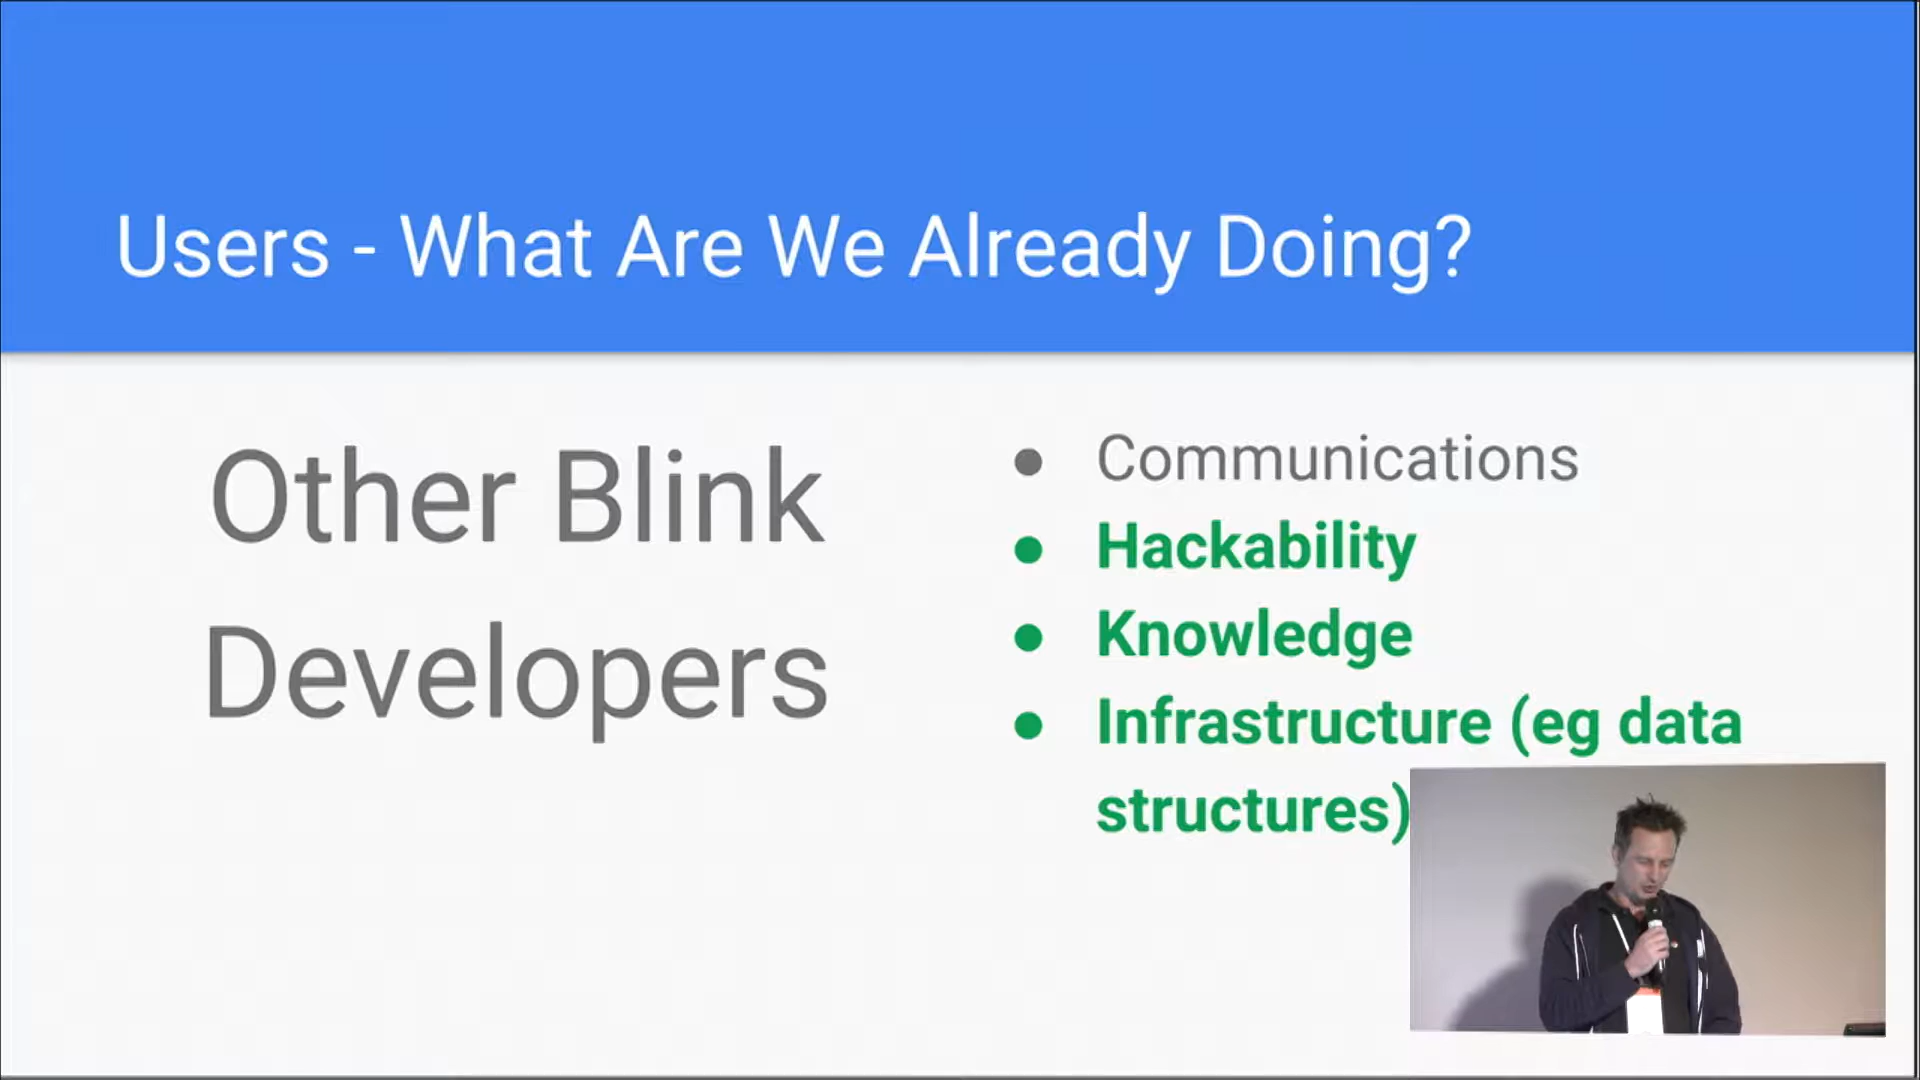 Users - What Are We Already Doing?
Other Blink
Developers
● Communications
● Hackability
● Knowledge
● Infrastructure (eg data
structures)